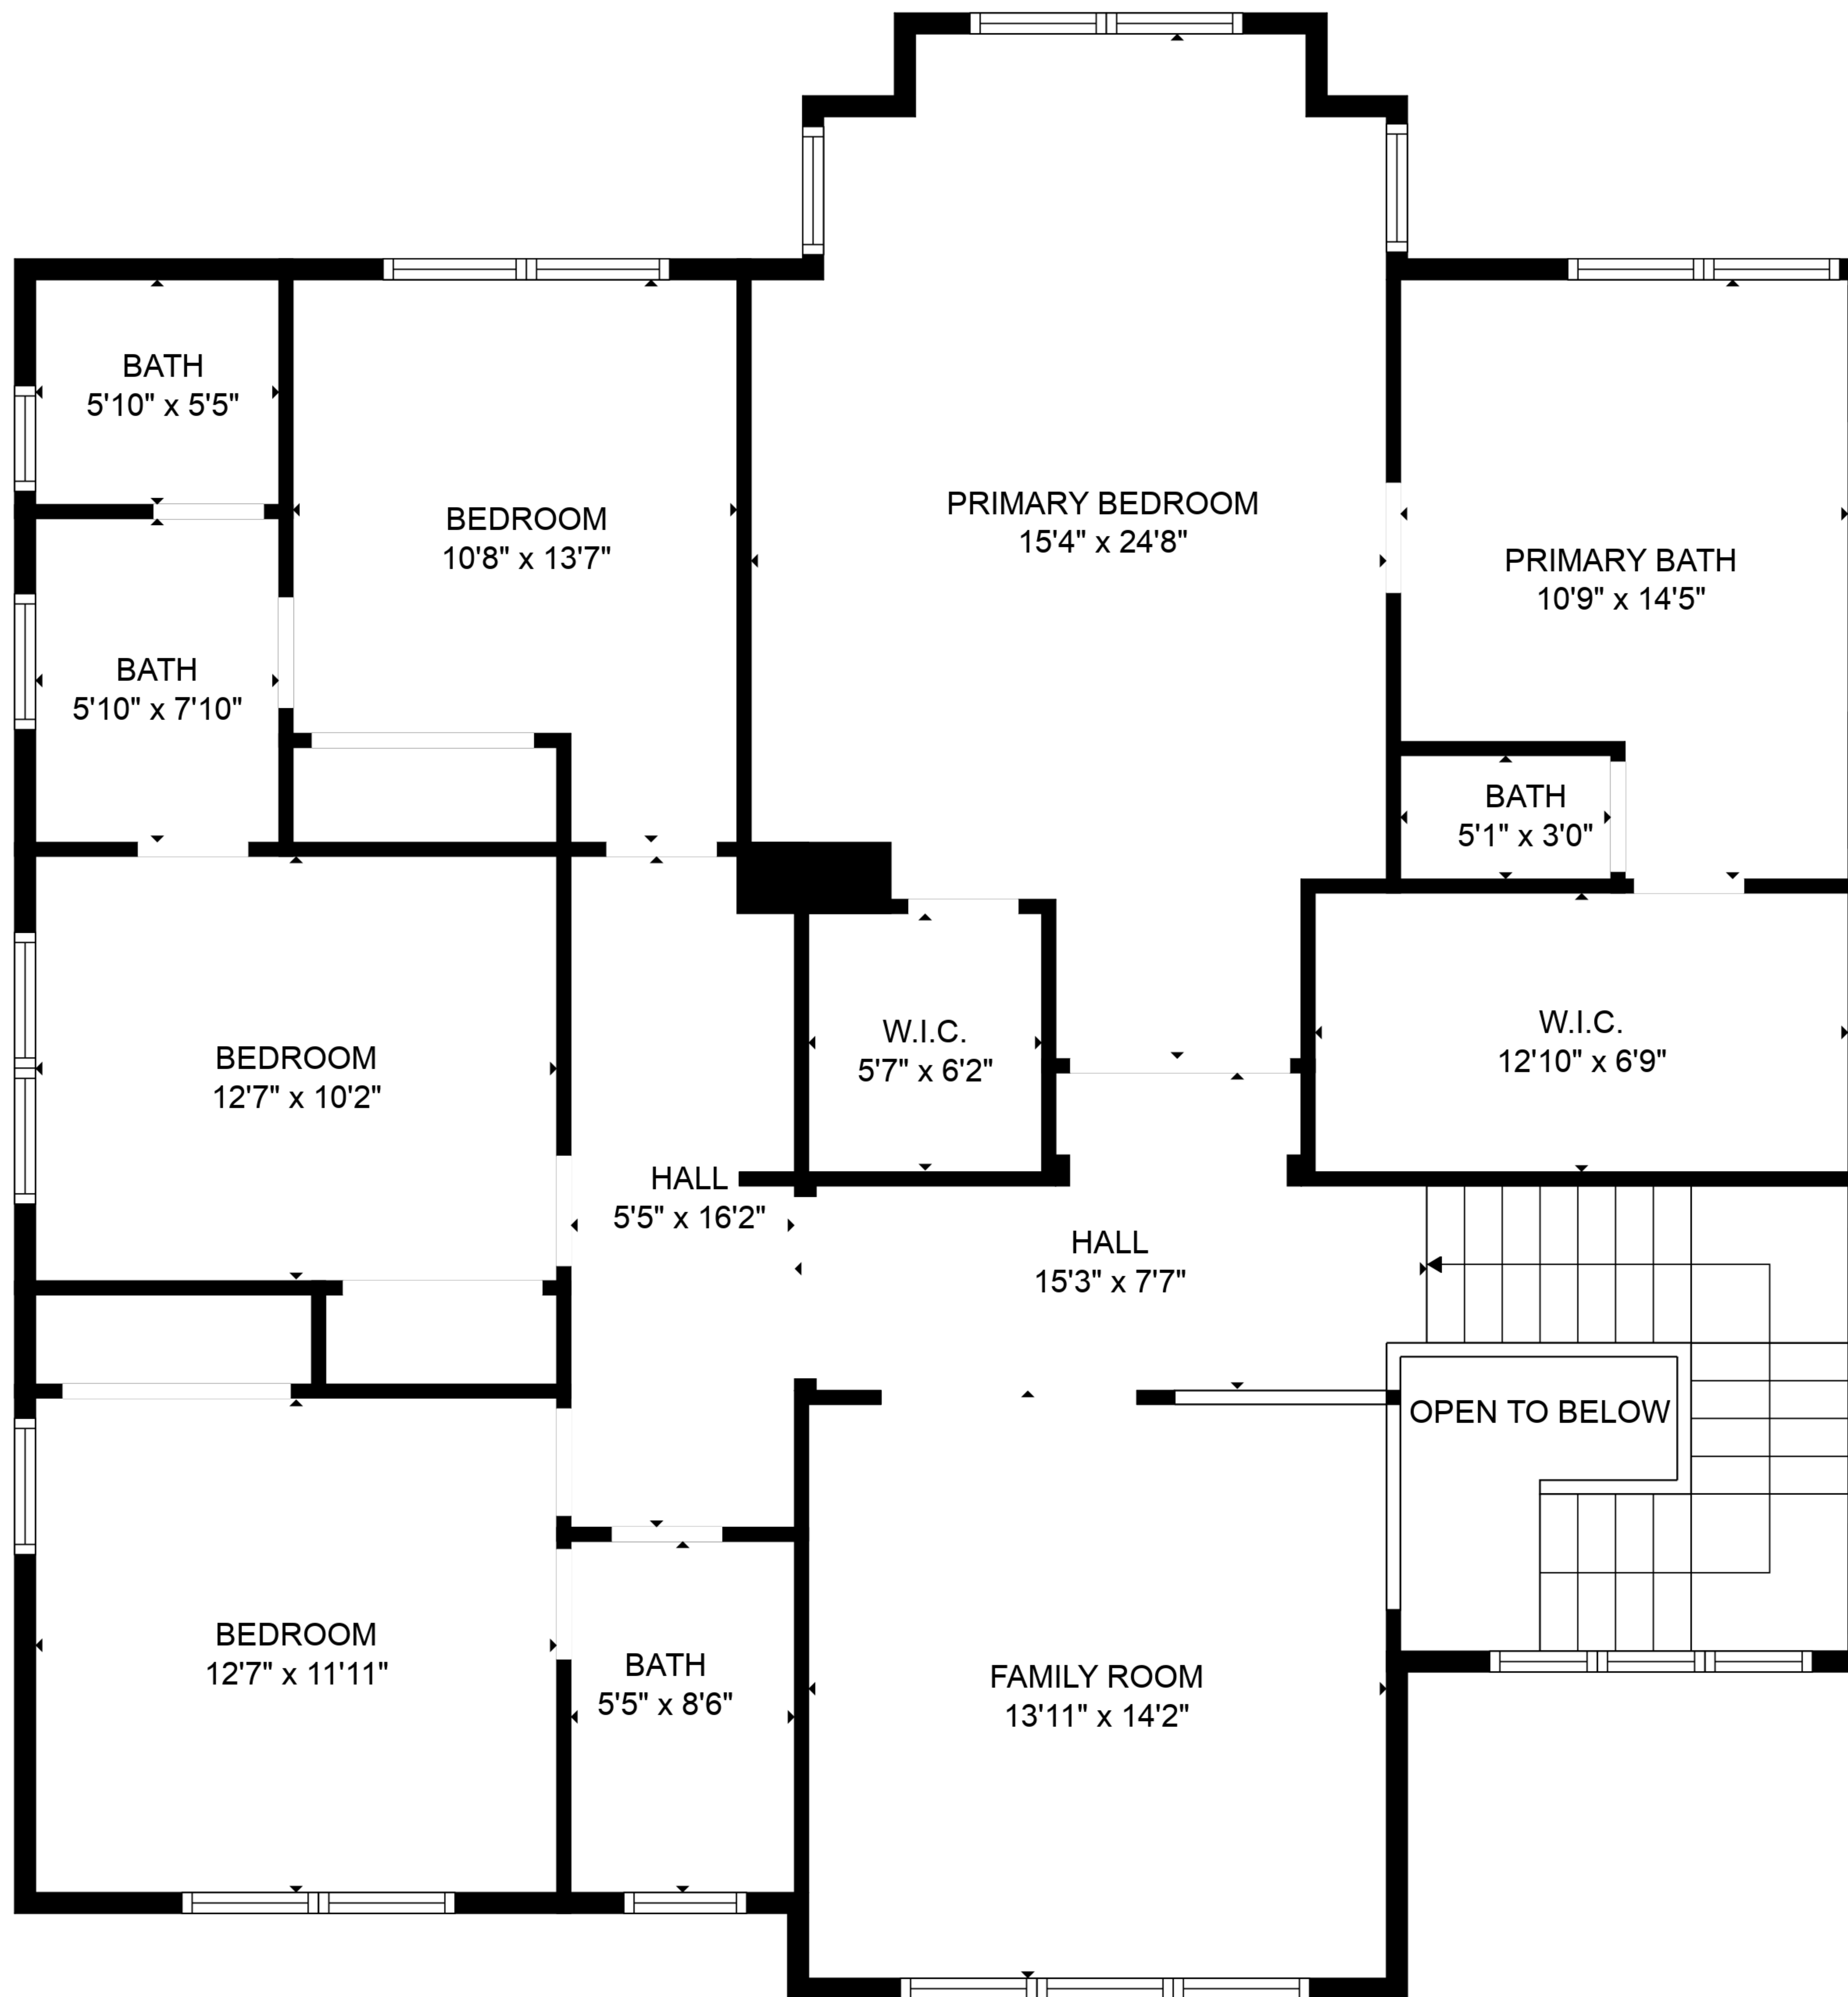 BATH
5'10" x 5'5"
BEDROOM
10'8" x 13'7"
PRIMARY BEDROOM
15'4" x 24'8"
PRIMARY BATH
10'9" x 14'5"
BATH
5'10" x 7'10"
BATH
5'1" x 3'0"
BEDROOM
12'7" x 10'2"
W.I.C.
5'7" x 6'2"
W.I.C.
12'10" x 6'9"
HALL
5'5" x 16'2"
HALL
15'3" x 7'7"
OPEN TO BELOW
BEDROOM
12'7" x 11'11"
BATH
5'5" x 8'6"
FAMILY ROOM
13'11" x 14'2"